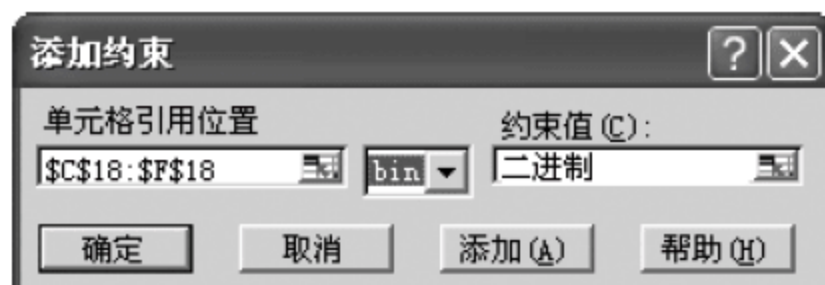 添加约束
单元格引用位置
约束值(C):
$C$18:$F$18 bin 二进制
确定 取消 添加(A) 帮助(H)